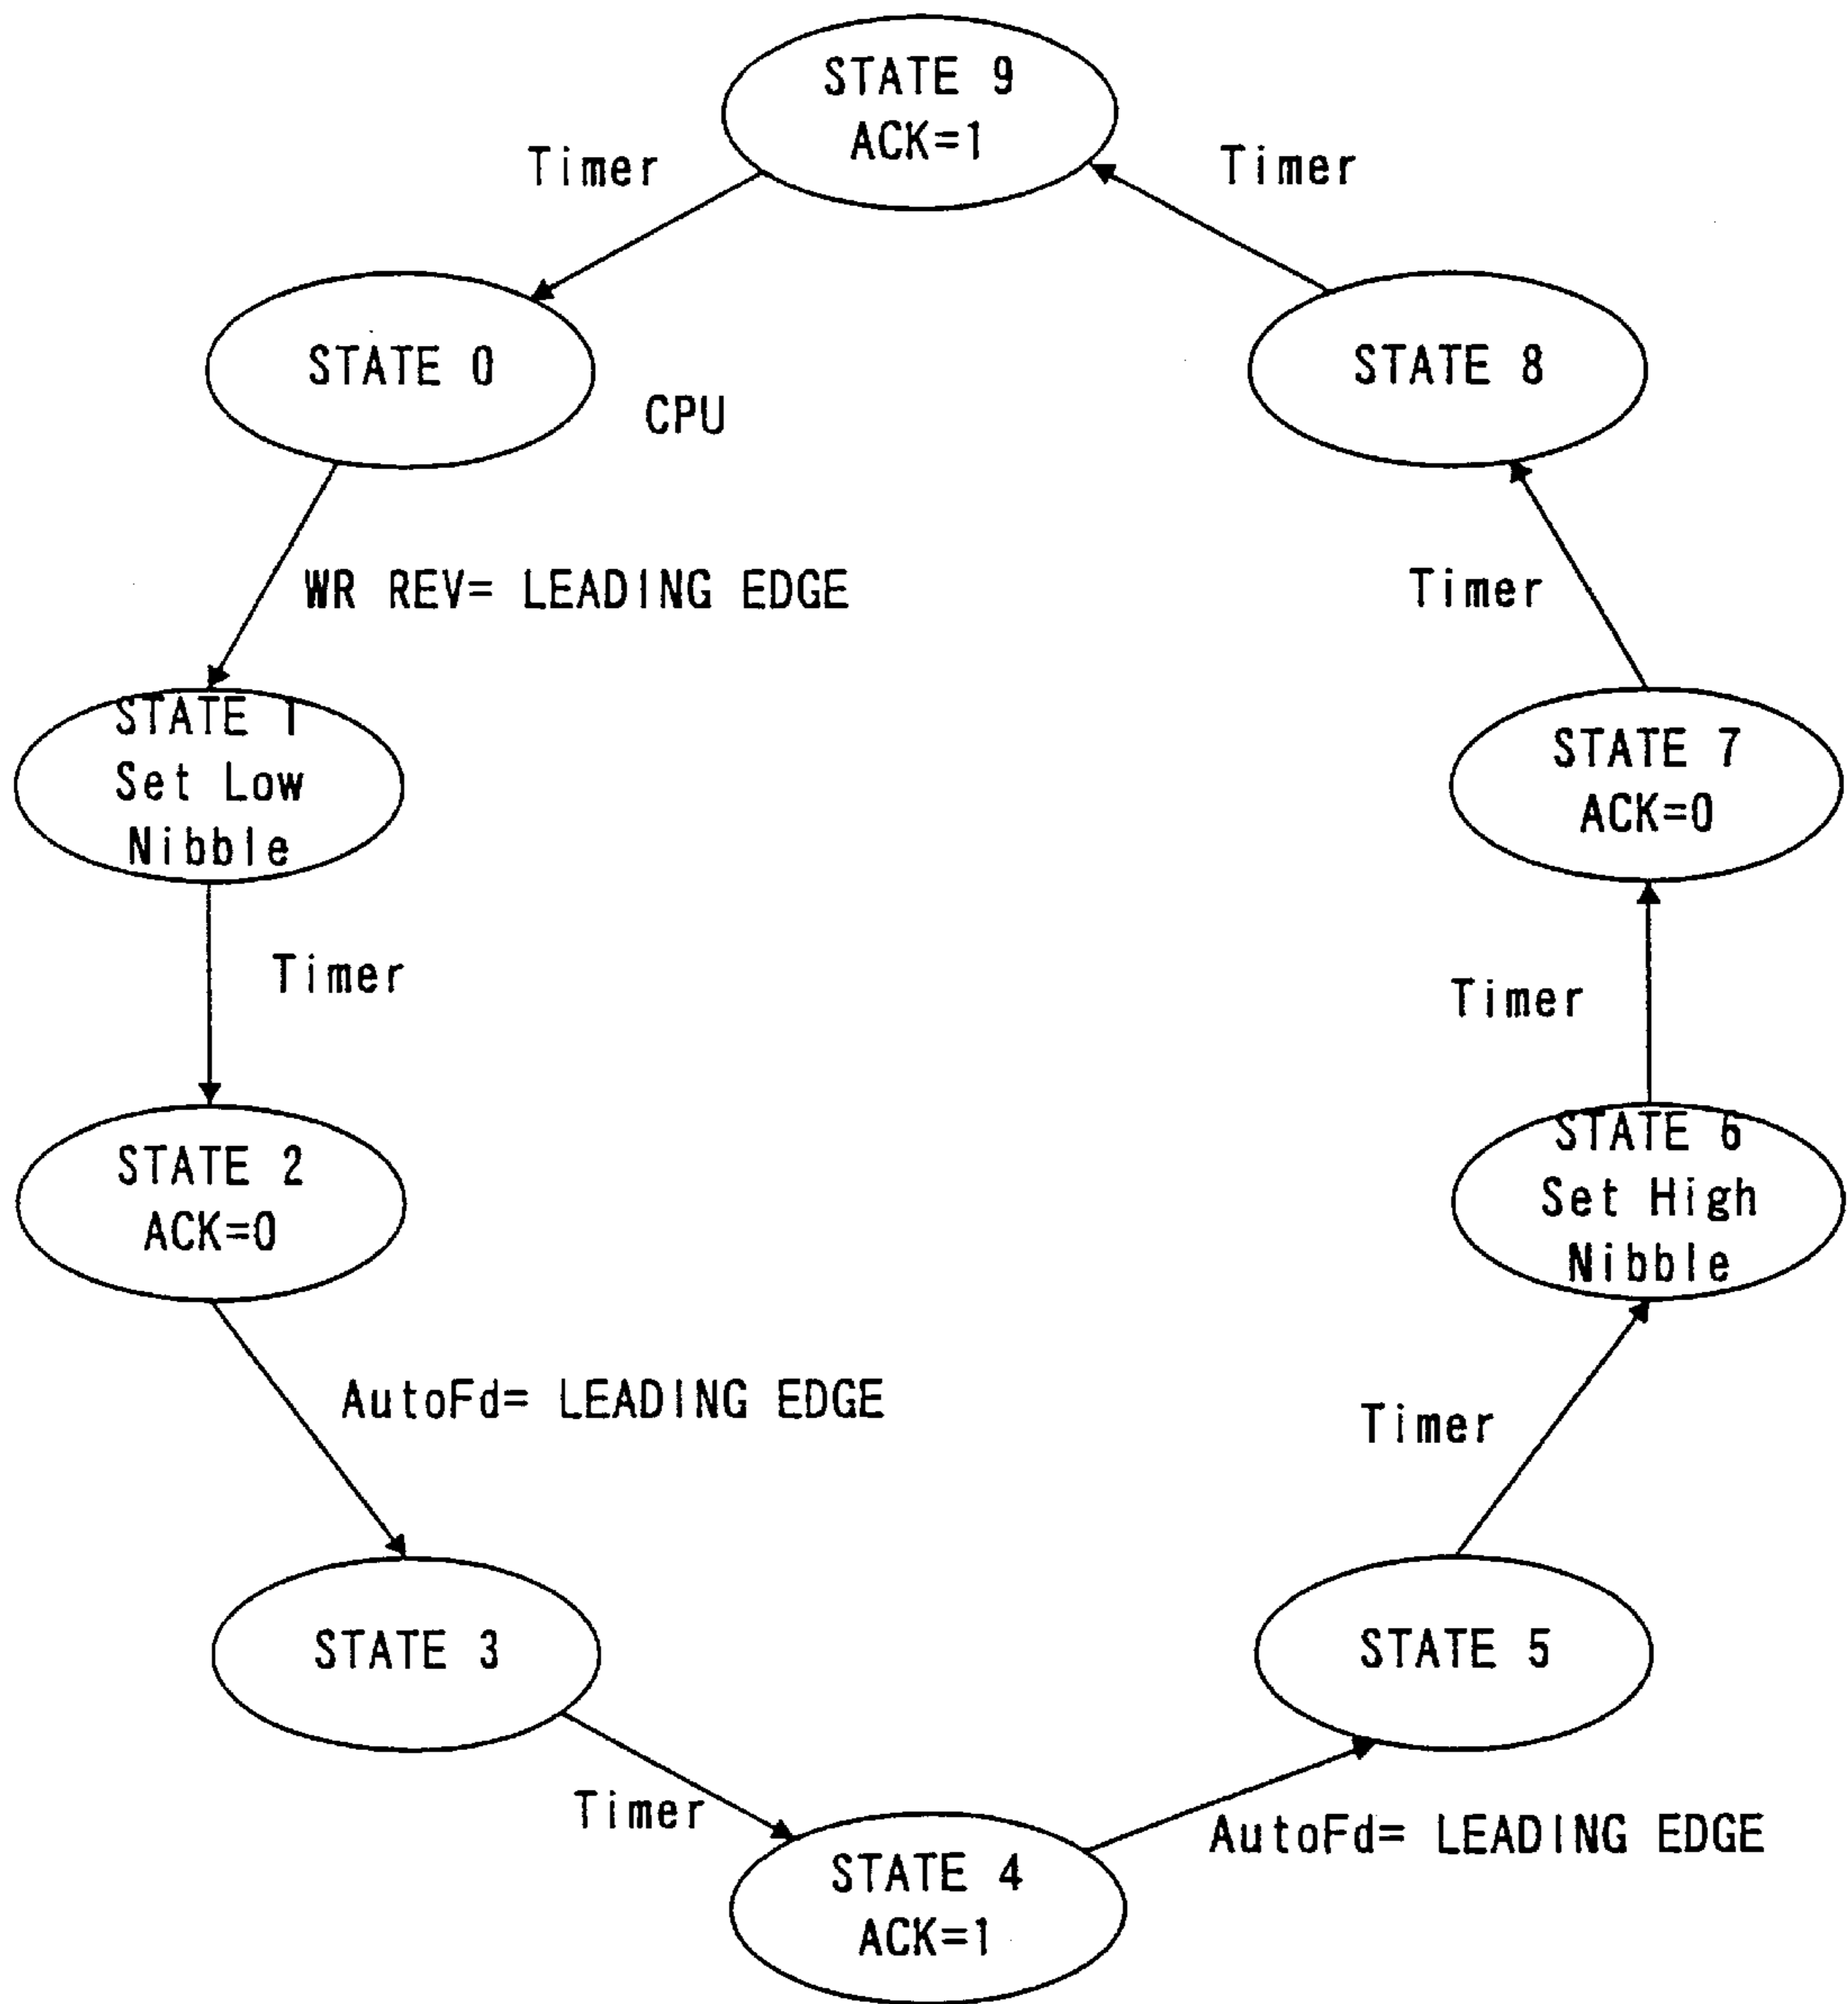 STATE 9
ACK=1
Timer
Timer
STATE 0
STATE 8
CPU
WR REV= LEADING EDGE
Timer
STATE 1
Set Low
Nibble
STATE 7
ACK=0
Timer
Timer
STATE 2
ACK=0
STATE 6
Set High
Nibble
AutoFd= LEADING EDGE
Timer
STATE 3
STATE 5
Timer
AutoFd= LEADING EDGE
STATE 4
ACK=1